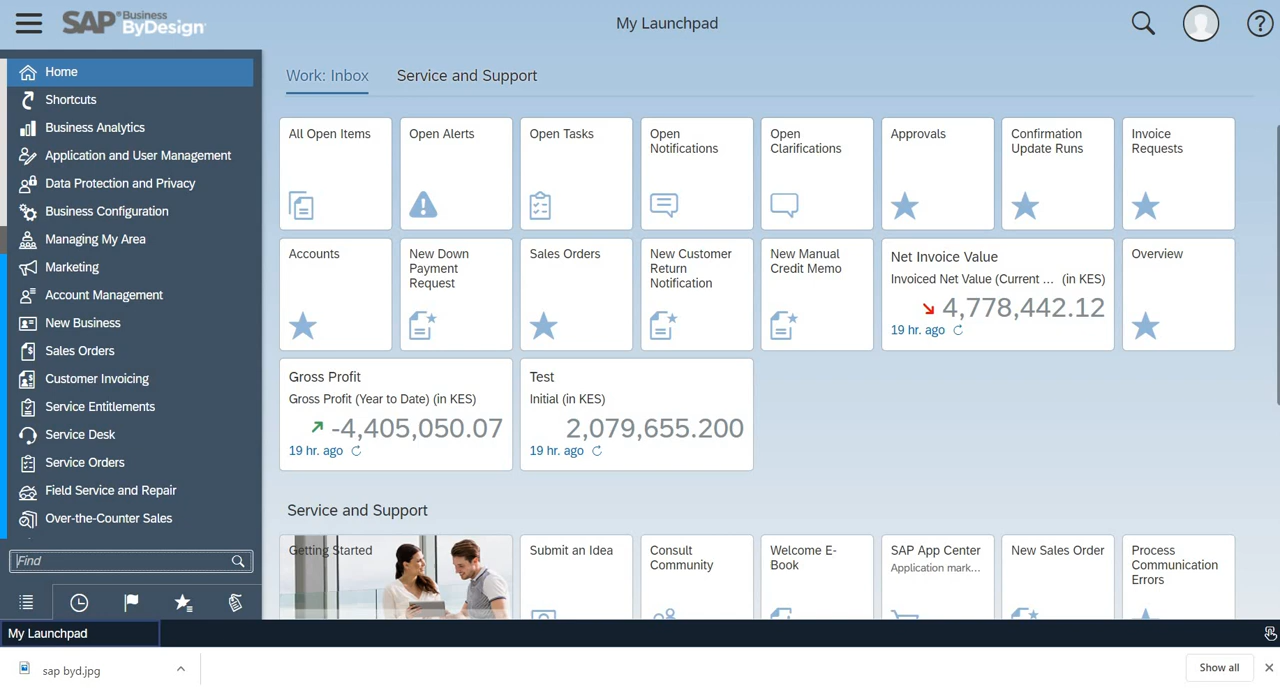 SAP Business ByDesign
My Launchpad
?
Home
Shortcuts
Business Analytics
Application and User Management
Data Protection and Privacy
Business Configuration
Managing My Area
Marketing
Account Management
New Business
Sales Orders
Customer Invoicing
Service Entitlements
Service Desk
Service Orders
Field Service and Repair
Over-the-Counter Sales
Find
Work: Inbox
Service and Support
All Open Items
Open Alerts
Open Tasks
Open
Notifications
Open
Clarifications
Approvals
Confirmation
Update Runs
Invoice
Requests
Accounts
New Down
Payment
Request
Sales Orders
New Customer
Return
Notification
New Manual
Credit Memo
Net Invoice Value
Invoiced Net Value (Current ... (in KES)
4,778,442.12
19 hr. ago
Overview
Gross Profit
Gross Profit (Year to Date) (in KES)
-4,405,050.07
19 hr. ago
Test
Initial (in KES)
2,079,655.200
19 hr. ago
Service and Support
Getting Started
Submit an Idea
Consult
Community
Welcome E-
Book
SAP App Center
Application mark...
New Sales Order
Process
Communication
Errors
My Launchpad
sap byd.jpg
Show all